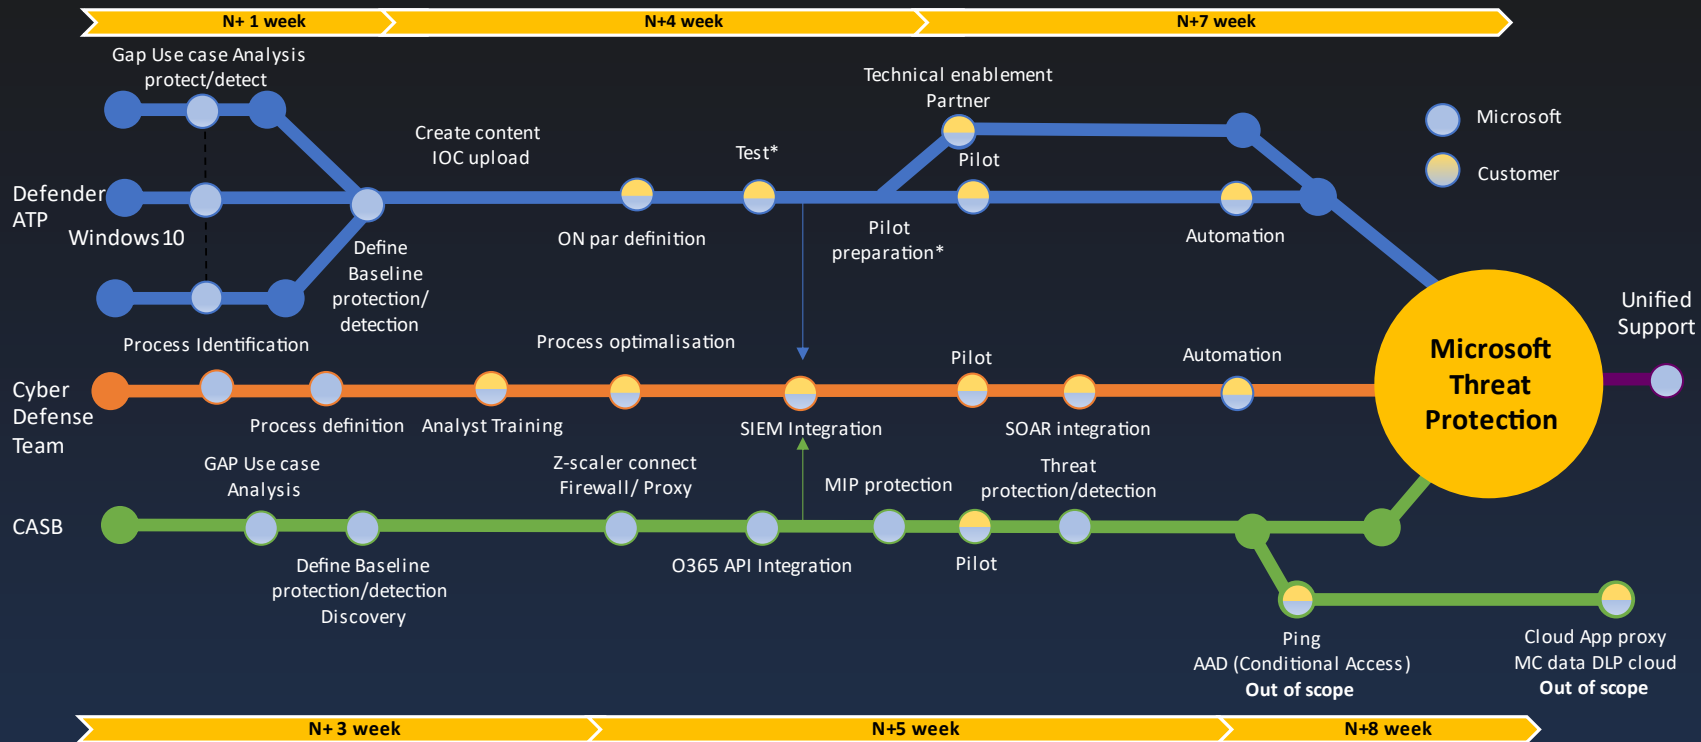 N+ 1 week
N+4 week
N+7 week
Gap Use case Analysis
protect/detect
Technical enablement
Partner
Microsoft
Customer
Create content
IOC upload
Test*
Pilot
Defender
ATP
Windows10
ON par definition
Pilot
preparation*
Automation
Define
Baseline
protection/
detection
Process Identification
Process optimalisation
Pilot
Automation
Cyber
Defense
Team
Process definition
Analyst Training
SIEM Integration
SOAR integration
Microsoft
Threat
Protection
Unified
Support
GAP Use case
Analysis
Z-scaler connect
Firewall/ Proxy
MIP protection
Threat
protection/detection
CASB
Define Baseline
protection/detection
Discovery
O365 API Integration
Pilot
Ping
AAD (Conditional Access)
Out of scope
Cloud App proxy
MC data DLP cloud
Out of scope
N+ 3 week
N+5 week
N+8 week